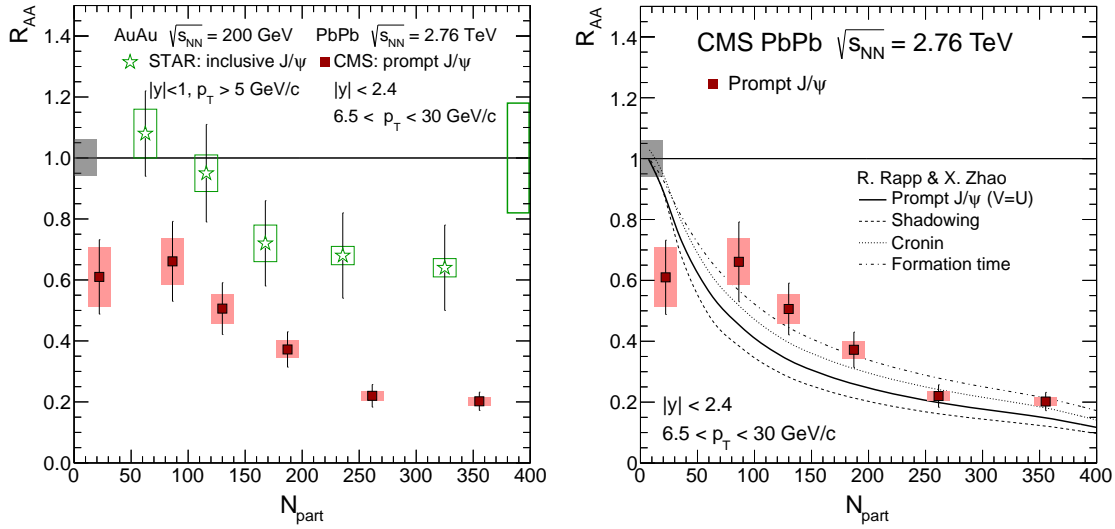 R_AA
1.4
1.2
1.0
0.8
0.6
0.4
0.2
0.0
AuAu √s_NN = 200 GeV PbPb √s_NN = 2.76 TeV
STAR: inclusive J/ψ CMS: prompt J/ψ
|y|<1, p_T > 5 GeV/c |y| < 2.4
6.5 < p_T < 30 GeV/c
0 50 100 150 200 250 300 350 400
N_part
R_AA
1.4
1.2
1.0
0.8
0.6
0.4
0.2
0.0
CMS PbPb √s_NN = 2.76 TeV
Prompt J/ψ
R. Rapp & X. Zhao
Prompt J/ψ (V=U)
Shadowing
Cronin
Formation time
|y| < 2.4
6.5 < p_T < 30 GeV/c
0 50 100 150 200 250 300 350 400
N_part